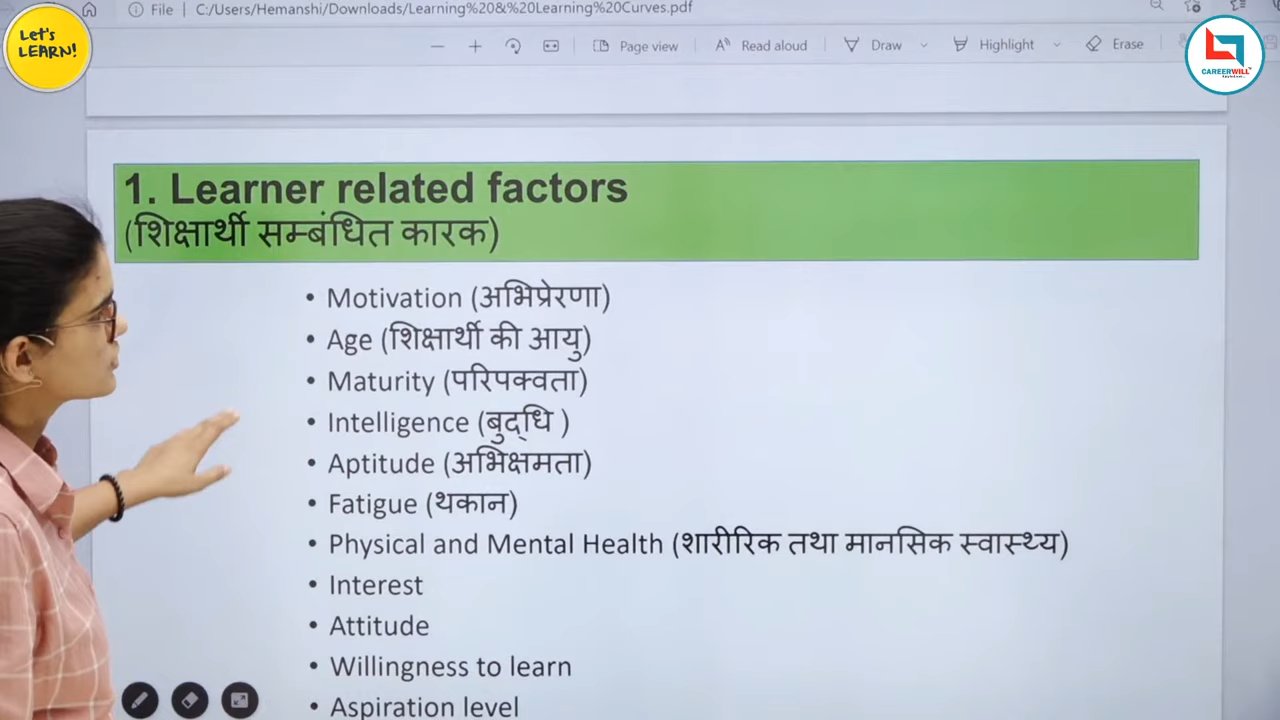 Let's
LEARN!
File | C:/Users/Hemanshi/Downloads/Learning%20&%20Learning%20Curves.pdf
Page view
Read aloud
Draw
Highlight
Erase
CAREERWILL
1. Learner related factors
(शिक्षार्थी सम्बंधित कारक)
• Motivation (अभिप्रेरणा)
• Age (शिक्षार्थी की आयु)
• Maturity (परिपक्वता)
• Intelligence (बुद्धि )
• Aptitude (अभिक्षमता)
• Fatigue (थकान)
• Physical and Mental Health (शारीरिक तथा मानसिक स्वास्थ्य)
• Interest
• Attitude
• Willingness to learn
• Aspiration level